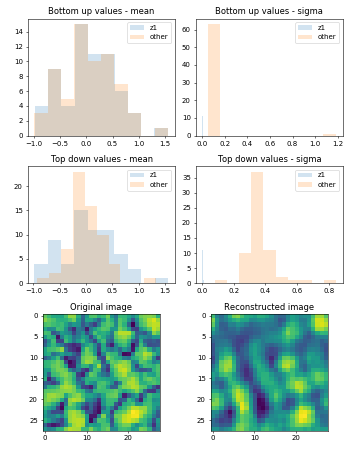 Bottom up values - mean
Bottom up values - sigma
14
12
10
8
6
4
2
0
z1
other
−1.0 −0.5 0.0 0.5 1.0 1.5
60
50
40
30
20
10
0
z1
other
0.0 0.2 0.4 0.6 0.8 1.0 1.2
Top down values - mean
Top down values - sigma
20
15
10
5
0
z1
other
−1.0 −0.5 0.0 0.5 1.0 1.5
35
30
25
20
15
10
5
0
z1
other
0.0 0.2 0.4 0.6 0.8
Original image
Reconstructed image
0
5
10
15
20
25
0 10 20
0
5
10
15
20
25
0 10 20